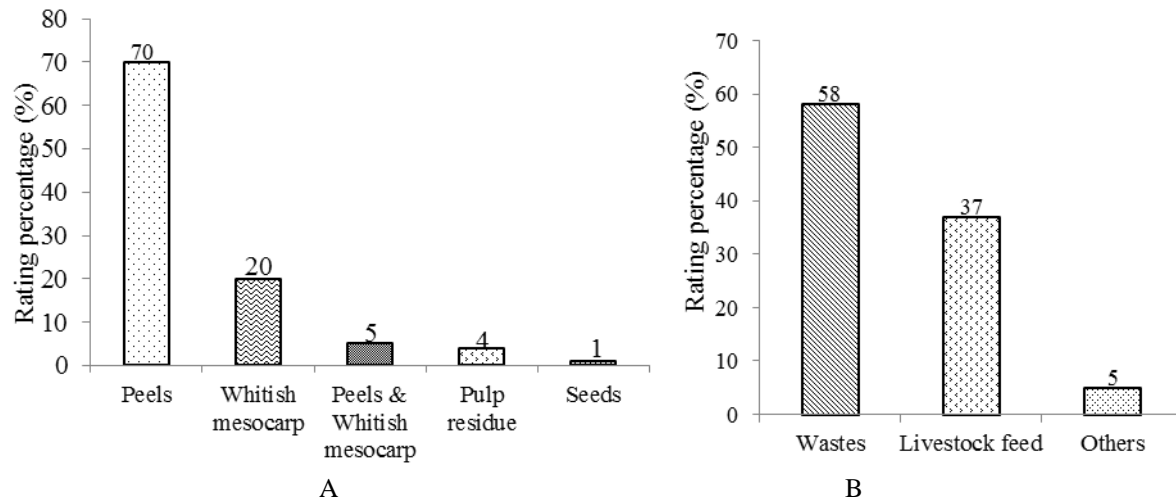 80
70
60
50
40
30
20
10
0
Rating percentage (%)
70
20
5
4
1
Peels
Whitish
mesocarp
Peels &
Whitish
mesocarp
Pulp
residue
Seeds
A
70
60
50
40
30
20
10
0
Rating percentage (%)
58
37
5
Wastes
Livestock feed
Others
B